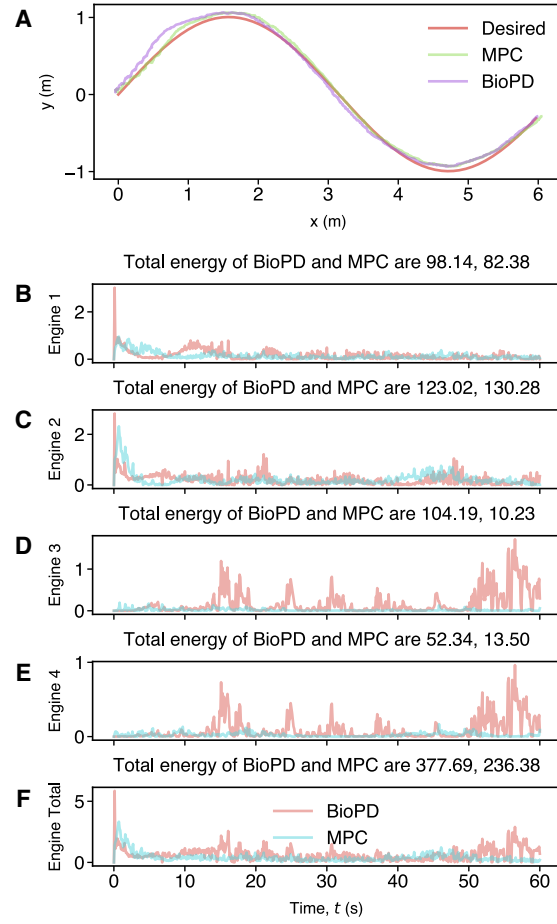 A
1
0
−1
y (m)
Desired
MPC
BioPD
0 1 2 3 4 5 6
x (m)
Total energy of BioPD and MPC are 98.14, 82.38
B
Engine 1
2
0
Total energy of BioPD and MPC are 123.02, 130.28
C
Engine 2
2
0
Total energy of BioPD and MPC are 104.19, 10.23
D
Engine 3
1
0
Total energy of BioPD and MPC are 52.34, 13.50
E
Engine 4
1
0
Total energy of BioPD and MPC are 377.69, 236.38
F
Engine Total
5
0
BioPD
MPC
0 10 20 30 40 50 60
Time, t (s)